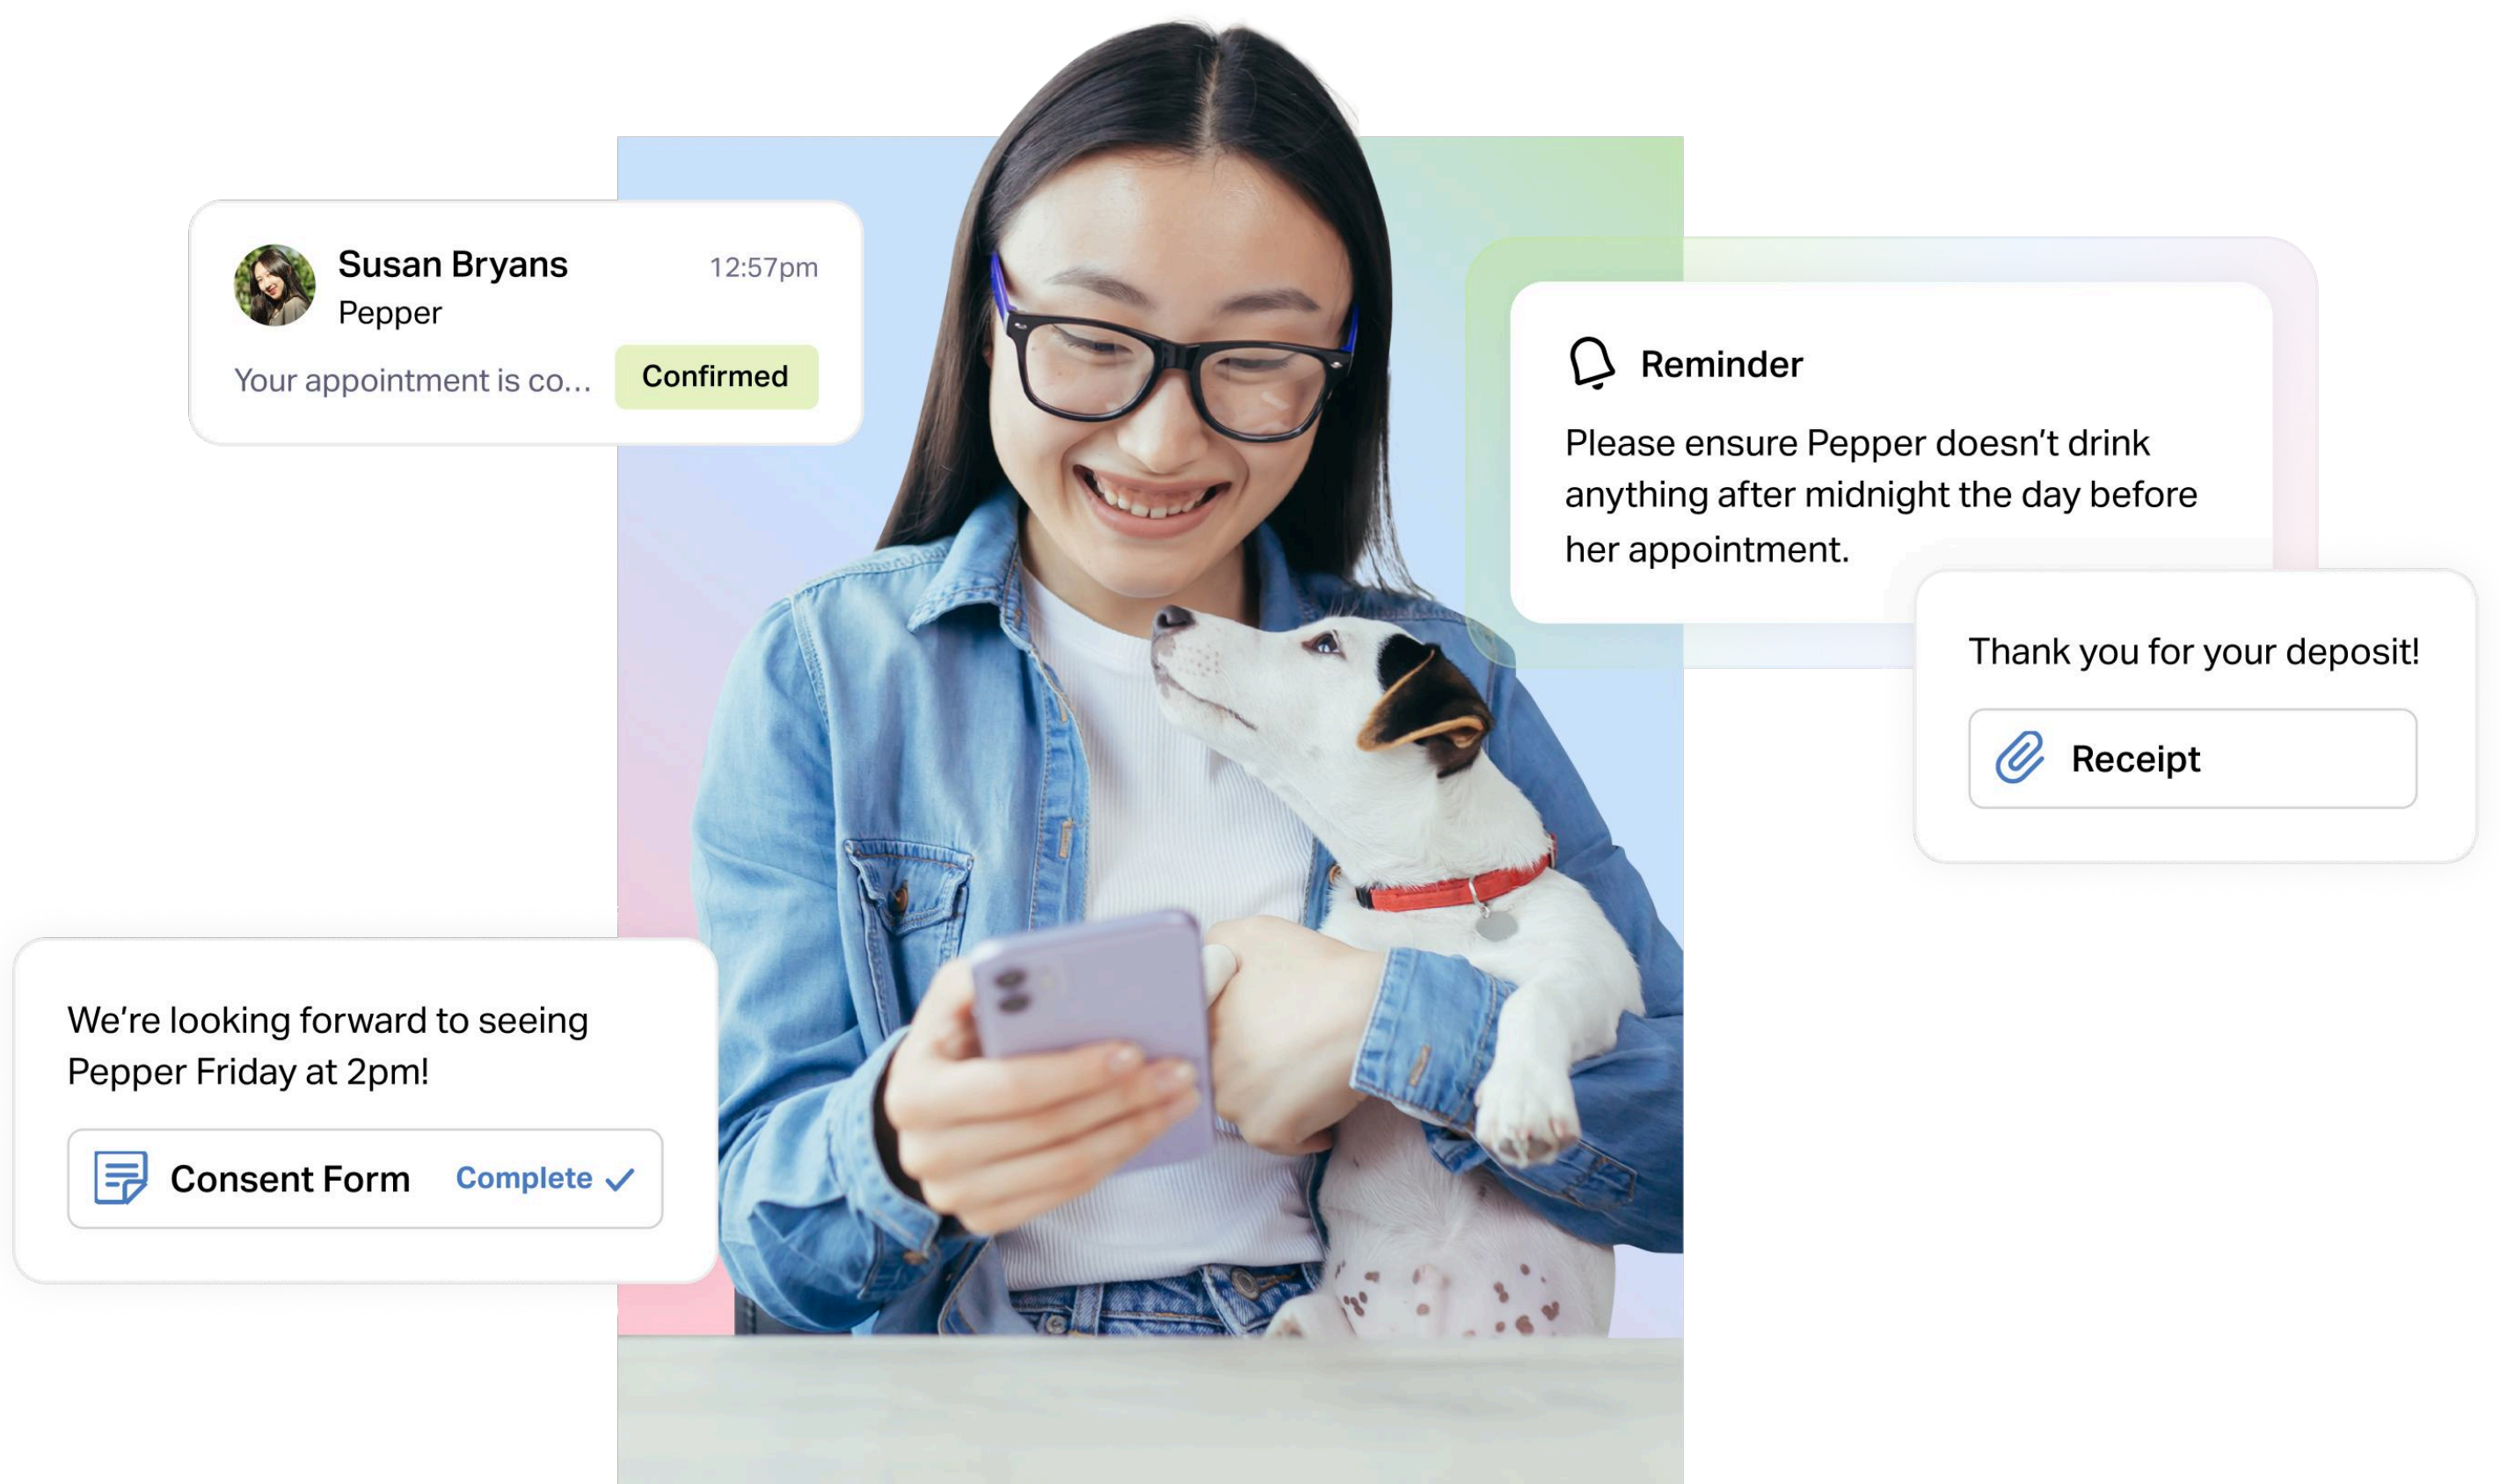 Susan Bryans
12:57pm
Pepper
Your appointment is co...
Confirmed
Reminder
Please ensure Pepper doesn’t drink
anything after midnight the day before
her appointment.
Thank you for your deposit!
Receipt
We’re looking forward to seeing
Pepper Friday at 2pm!
Consent Form
Complete